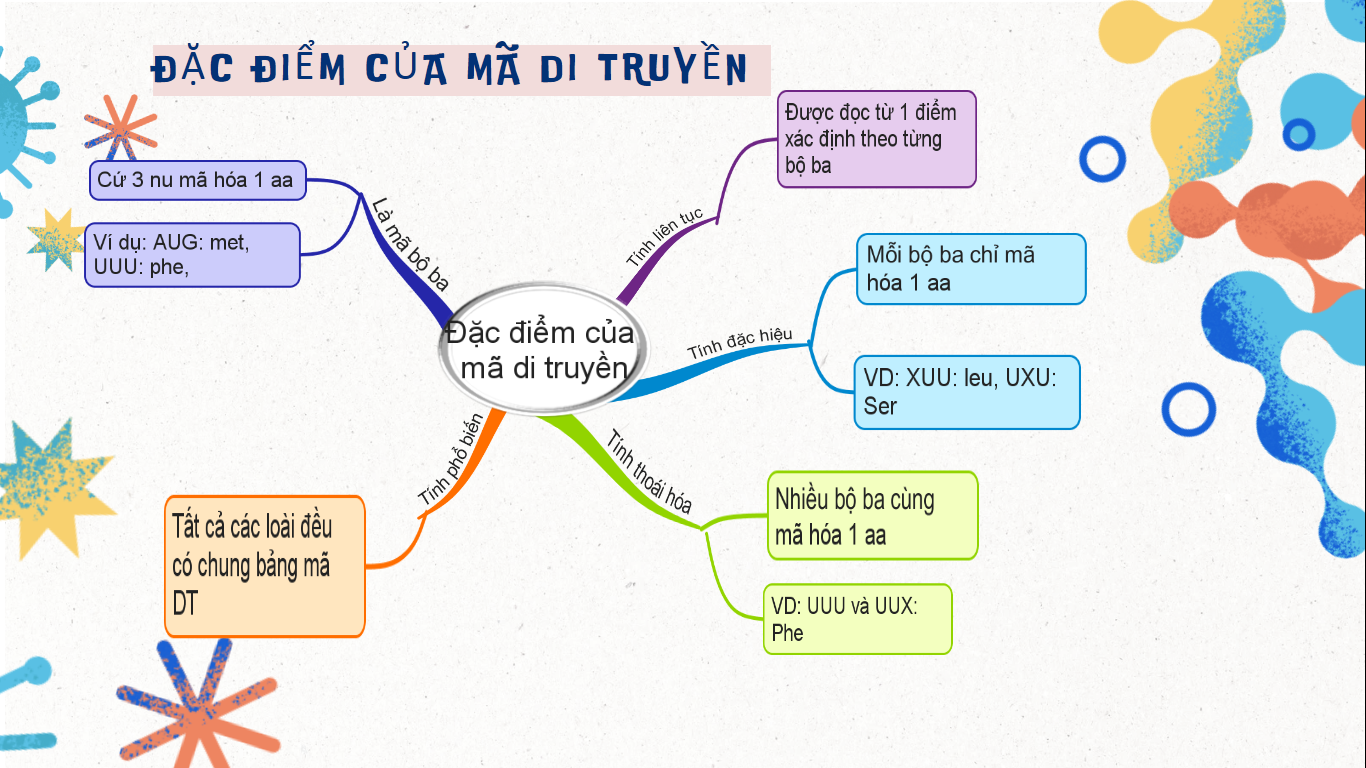 ĐẶC ĐIỂM CỦA MÃ DI TRUYỀN
Đặc điểm của
mã di truyền
Là mã bộ ba
Cứ 3 nu mã hóa 1 aa
Ví dụ: AUG: met,
UUU: phe,
Tính liên tục
Được đọc từ 1 điểm
xác định theo từng
bộ ba
Tính đặc hiệu
Mỗi bộ ba chỉ mã
hóa 1 aa
VD: XUU: leu, UXU:
Ser
Tính thoái hóa
Nhiều bộ ba cùng
mã hóa 1 aa
VD: UUU và UUX:
Phe
Tính phổ biến
Tất cả các loài đều
có chung bảng mã
DT